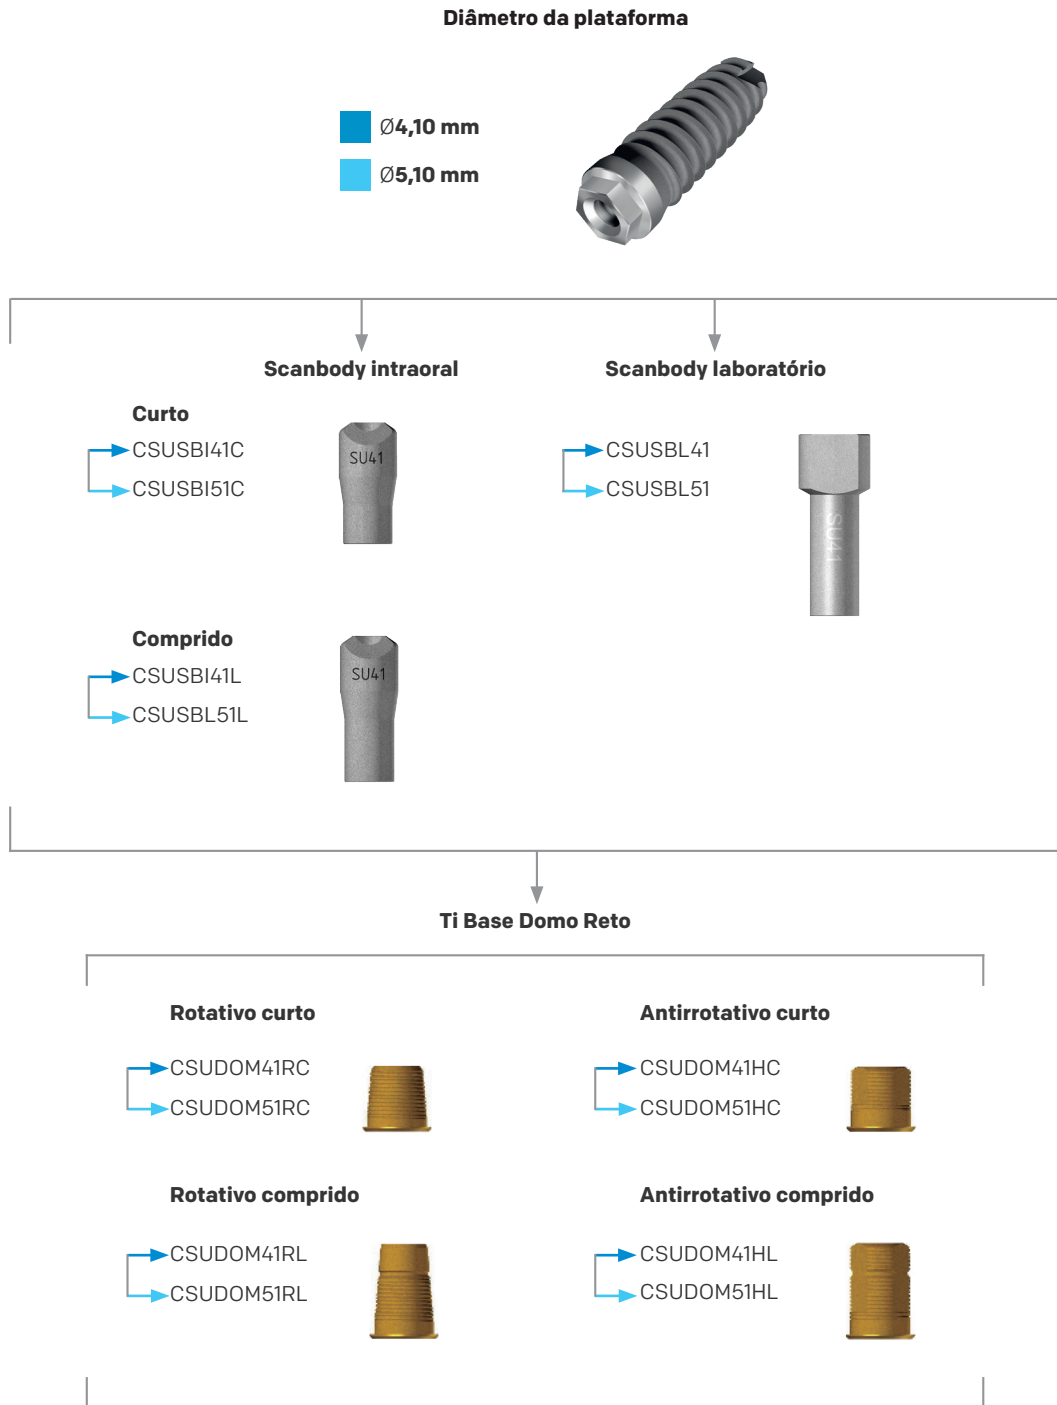 Diâmetro da plataforma
Ø4,10 mm
Ø5,10 mm
Scanbody intraoral
Scanbody laboratório
Curto
CSUSBI41C
CSUSBI51C
SU41
CSUSBL41
CSUSBL51
SU41
Comprido
CSUSBI41L
CSUSBL51L
SU41
Ti Base Domo Reto
Rotativo curto
Antirrotativo curto
CSUDOM41RC
CSUDOM51RC
CSUDOM41HC
CSUDOM51HC
Rotativo comprido
Antirrotativo comprido
CSUDOM41RL
CSUDOM51RL
CSUDOM41HL
CSUDOM51HL